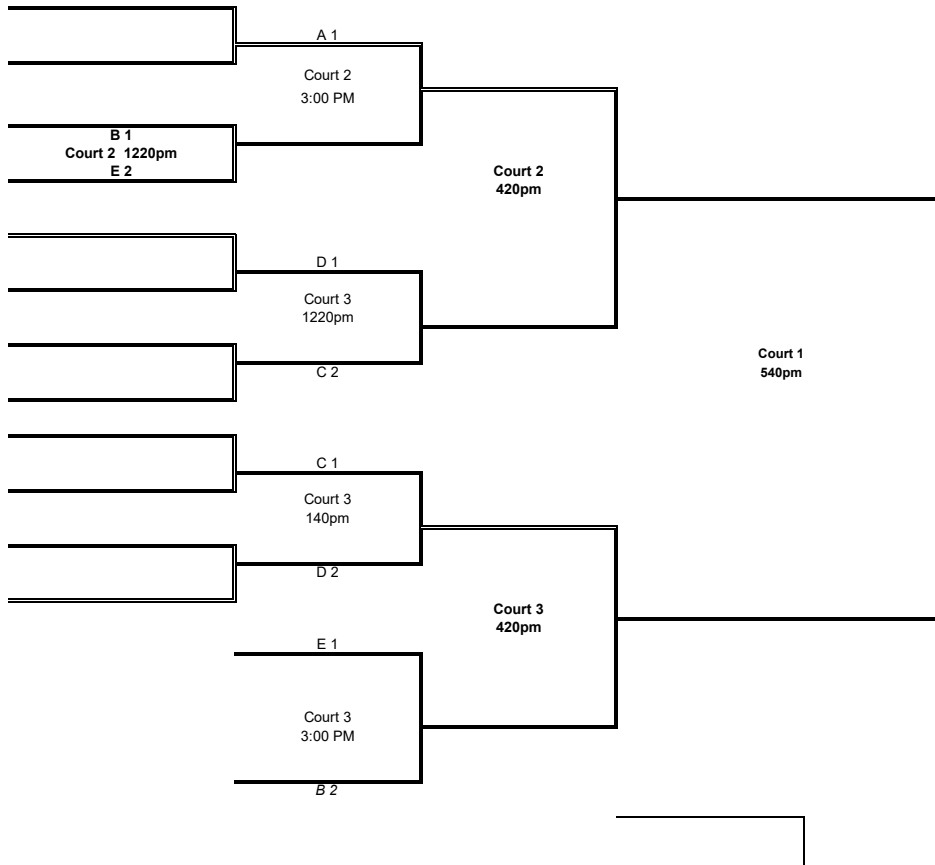 A 1
Court 2
3:00 PM
B 1
Court 2 1220pm
E 2
Court 2
420pm
D 1
Court 3
1220pm
C 2
Court 1
540pm
C 1
Court 3
140pm
D 2
Court 3
420pm
E 1
Court 3
3:00 PM
B 2